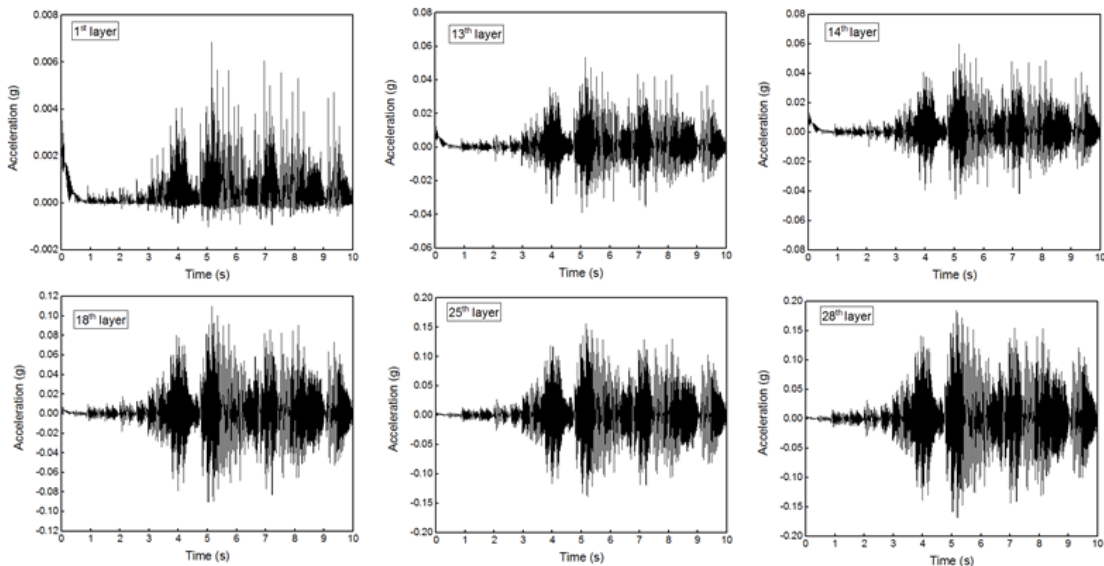 1st layer
Acceleration (g)
0.008
0.006
0.004
0.002
0.000
-0.002
0 1 2 3 4 5 6 7 8 9 10
Time (s)
13th layer
Acceleration (g)
0.08
0.06
0.04
0.02
0.00
-0.02
-0.04
-0.06
0 1 2 3 4 5 6 7 8 9 10
Time (s)
14th layer
Acceleration (g)
0.08
0.06
0.04
0.02
0.00
-0.02
-0.04
-0.06
-0.08
0 1 2 3 4 5 6 7 8 9 10
Time (s)
18th layer
Acceleration (g)
0.12
0.10
0.08
0.06
0.04
0.02
0.00
-0.02
-0.04
-0.06
-0.08
-0.10
-0.12
0 1 2 3 4 5 6 7 8 9 10
Time (s)
25th layer
Acceleration (g)
0.20
0.15
0.10
0.05
0.00
-0.05
-0.10
-0.15
-0.20
0 1 2 3 4 5 6 7 8 9 10
Time (s)
28th layer
Acceleration (g)
0.20
0.15
0.10
0.05
0.00
-0.05
-0.10
-0.15
-0.20
0 1 2 3 4 5 6 7 8 9 10
Time (s)